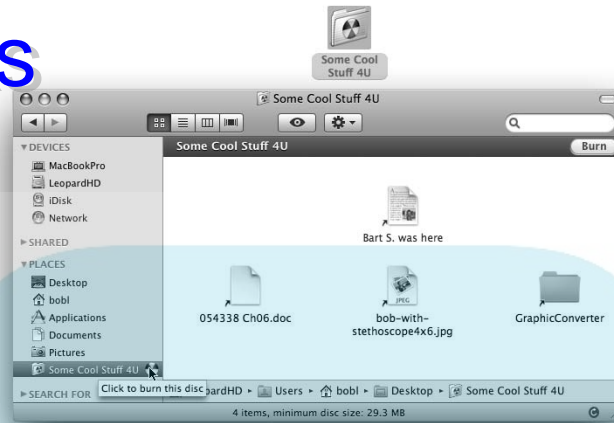 s
Some Cool
Stuff 4U
Some Cool Stuff 4U
Some Cool Stuff 4U
Burn
DEVICES
MacBookPro
LeopardHD
iDisk
Network
SHARED
PLACES
Desktop
bobl
Applications
Documents
Pictures
Some Cool Stuff 4U
SEARCH FOR
Bart S. was here
054338 Ch06.doc
JPEG
bob-with-
stethoscope4x6.jpg
GraphicConverter
Click to burn this disc
pardHD ▸ Users ▸ bobl ▸ Desktop ▸ Some Cool Stuff 4U
4 items, minimum disc size: 29.3 MB